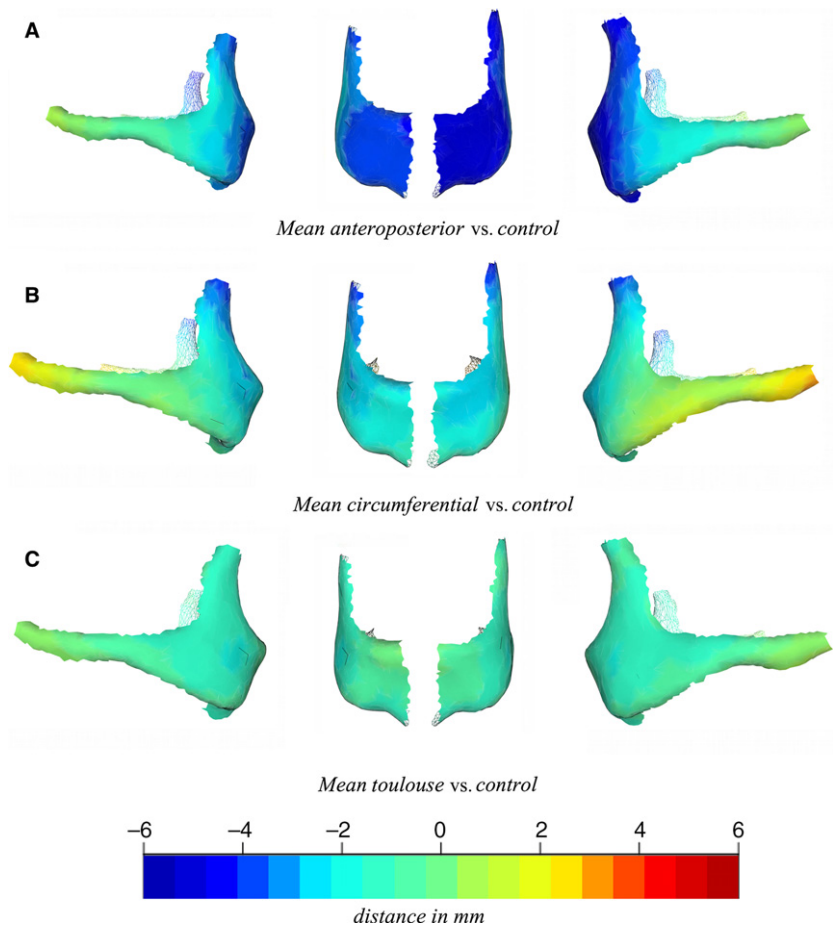 A
Mean anteroposterior vs. control
B
Mean circumferential vs. control
C
Mean toulouse vs. control
–6 –4 –2 0 2 4 6
distance in mm